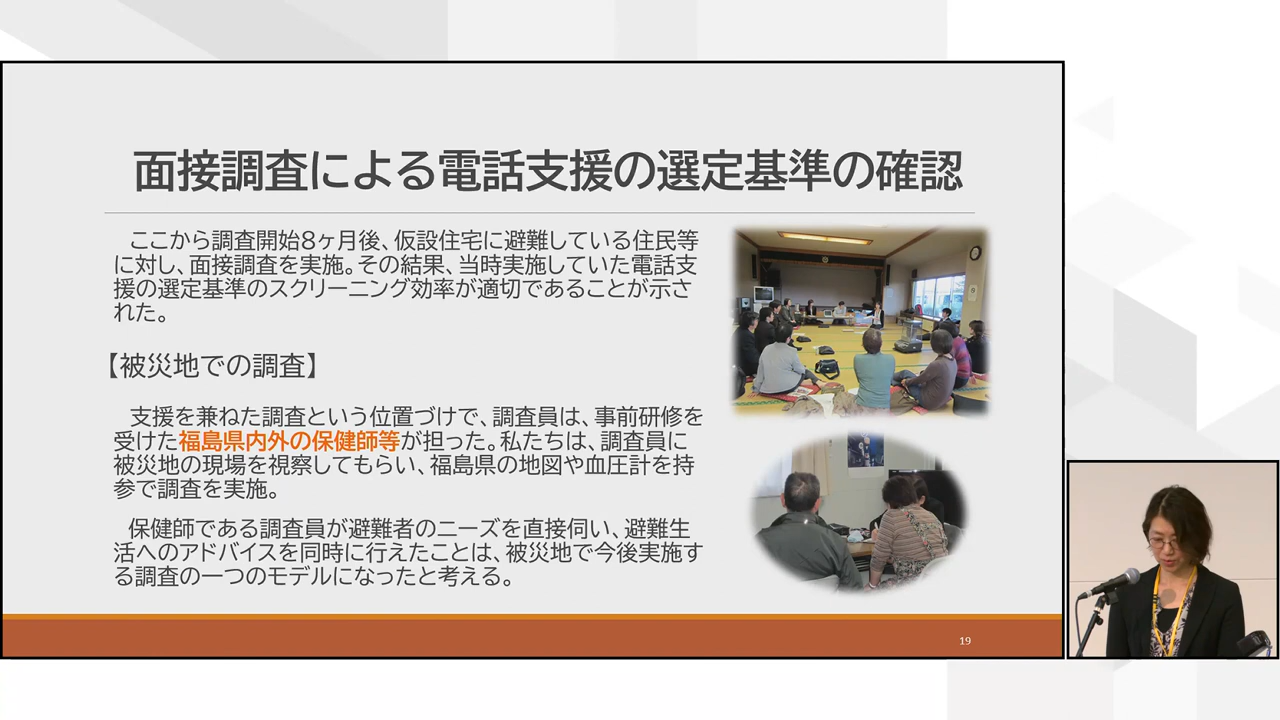 面接調査による電話支援の選定基準の確認
ここから調査開始8ヶ月後、仮設住宅に避難している住民等
に対し、面接調査を実施。その結果、当時実施していた電話支
援の選定基準のスクリーニング効率が適切であることが示さ
れた。
【被災地での調査】
支援を兼ねた調査という位置づけで、調査員は、事前研修を
受けた福島県内外の保健師等が担った。私たちは、調査員に
被災地の現場を視察してもらい、福島県の地図や血圧計を持
参で調査を実施。
保健師である調査員が避難者のニーズを直接伺い、避難生
活へのアドバイスを同時に行えたことは、被災地で今後実施す
る調査の一つのモデルになったと考える。
19